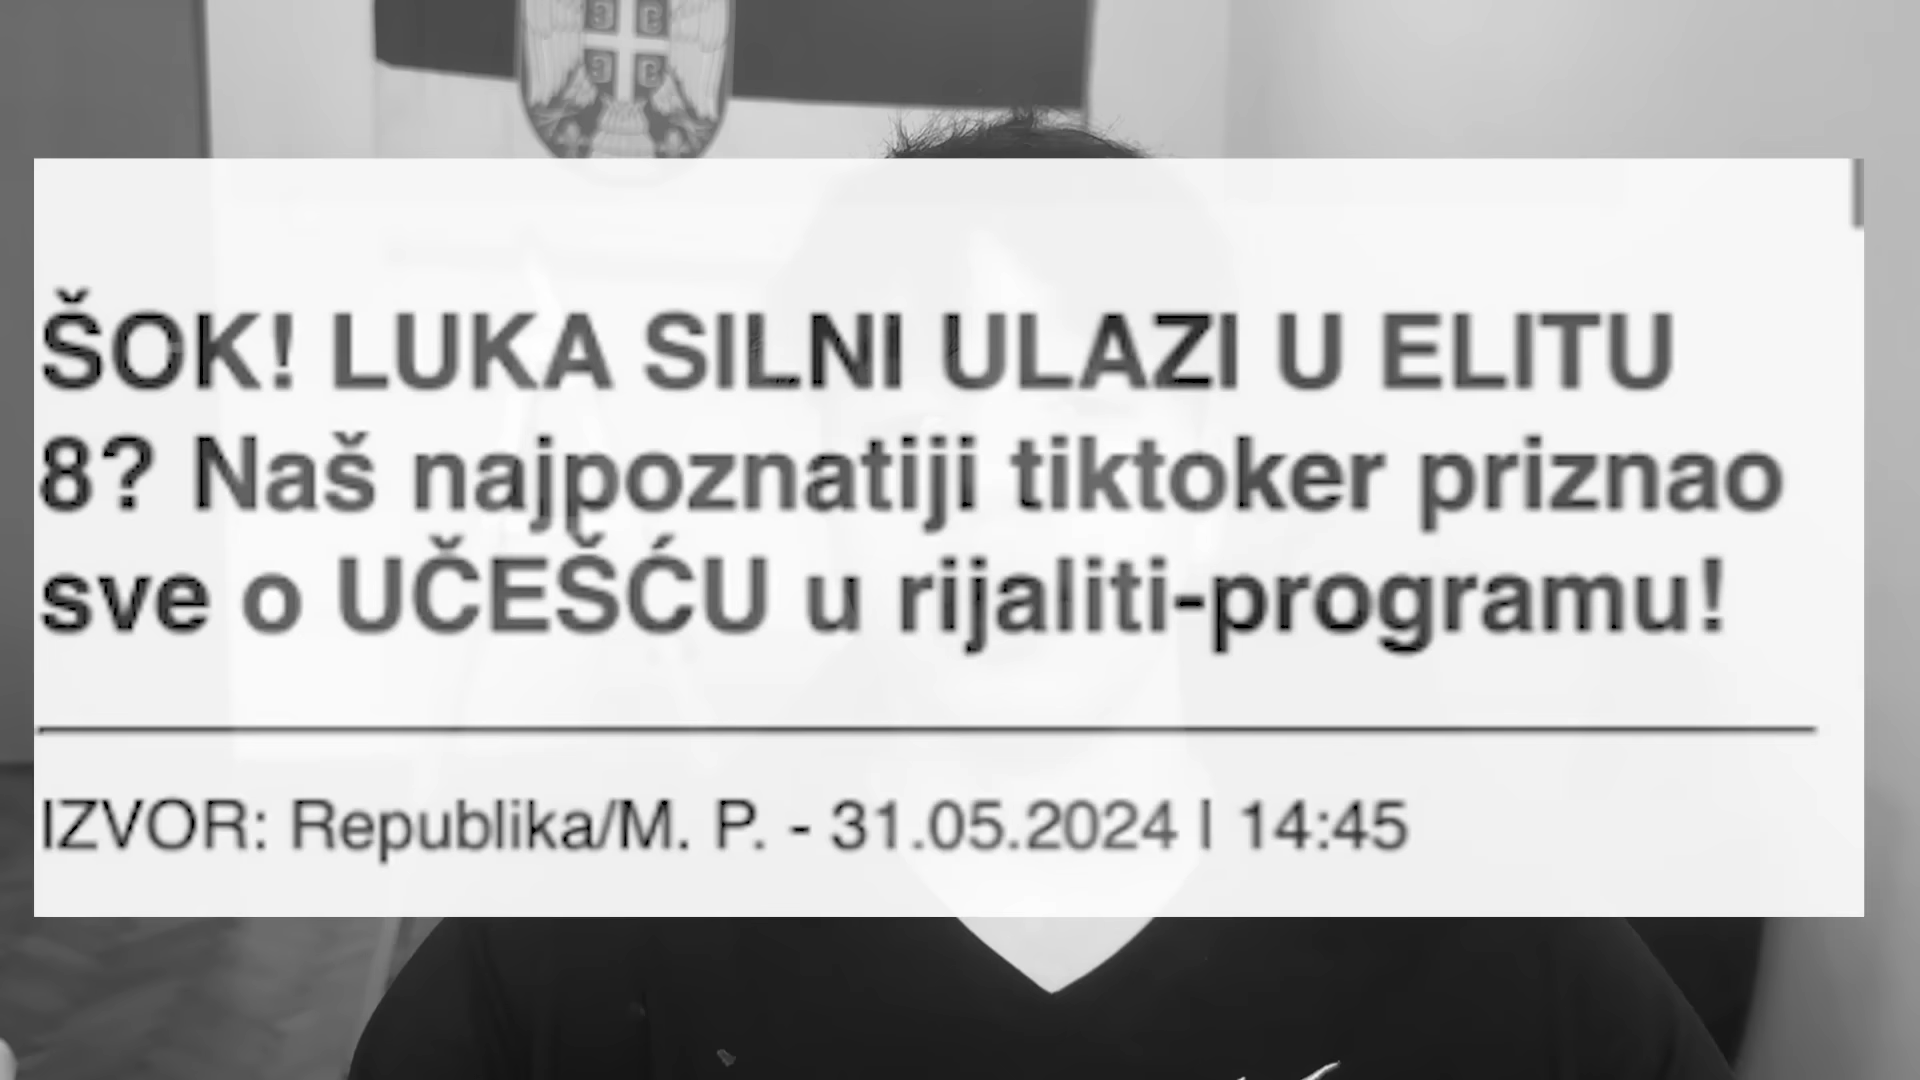 ŠOK! LUKA SILNI ULAZI U ELITU
8? Naš najpoznatiji tiktoker priznao
sve o UČEŠĆU u rijaliti-programu!
IZVOR: Republika/M. P. - 31.05.2024 | 14:45